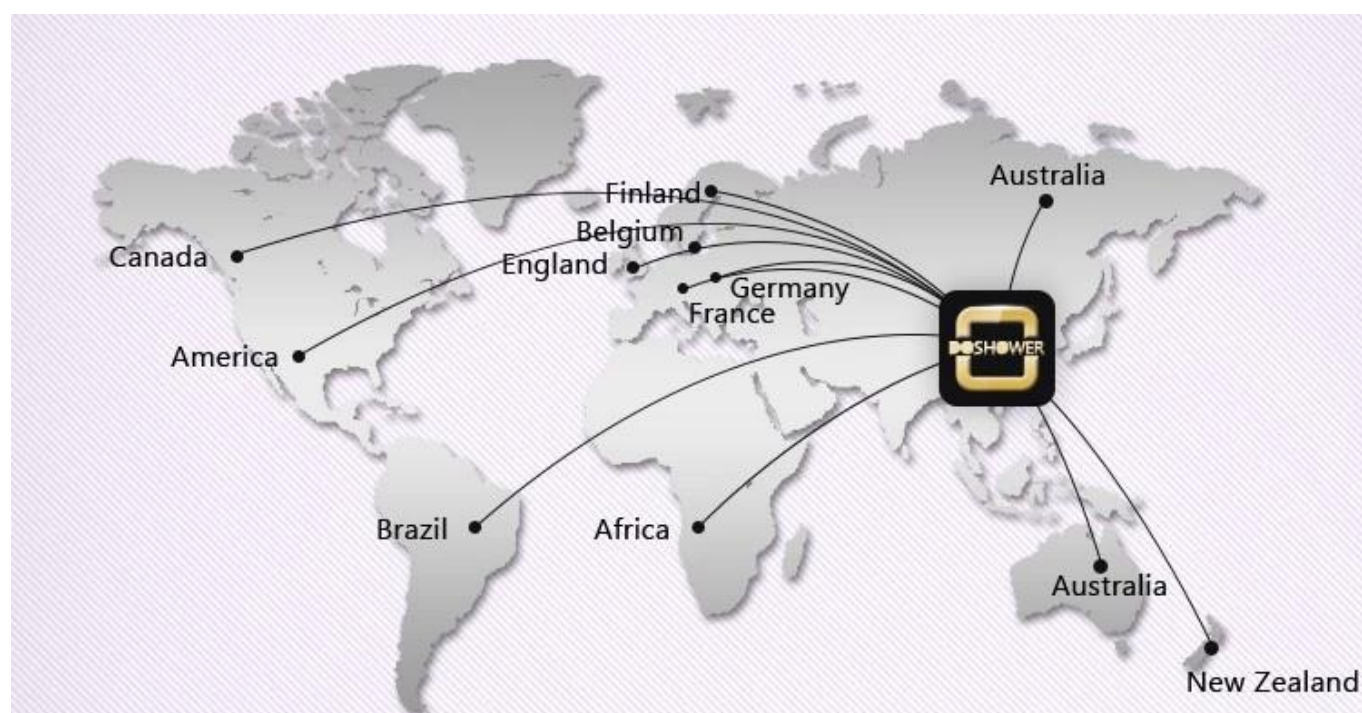 Australia
Finland
Belgium
Canada
England
Germany
France
DOSHOWER
America
Brazil
Africa
Australia
New Zealand